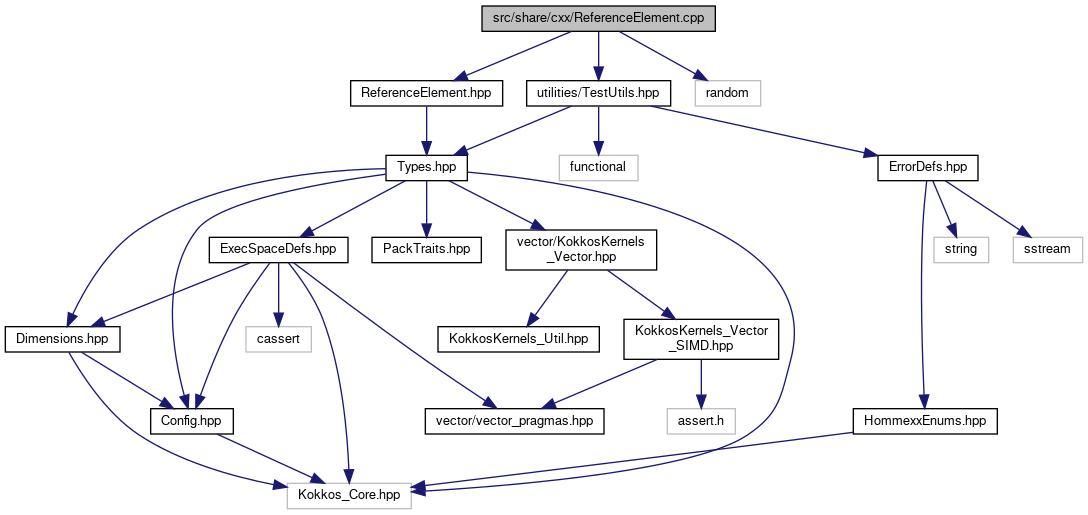 src/share/cxx/ReferenceElement.cpp
ReferenceElement.hpp
utilities/TestUtils.hpp
random
Types.hpp
functional
ErrorDefs.hpp
ExecSpaceDefs.hpp
PackTraits.hpp
vector/KokkosKernels
_Vector.hpp
string
sstream
Dimensions.hpp
cassert
KokkosKernels_Util.hpp
KokkosKernels_Vector
_SIMD.hpp
Config.hpp
vector/vector_pragmas.hpp
assert.h
HommexxEnums.hpp
Kokkos_Core.hpp